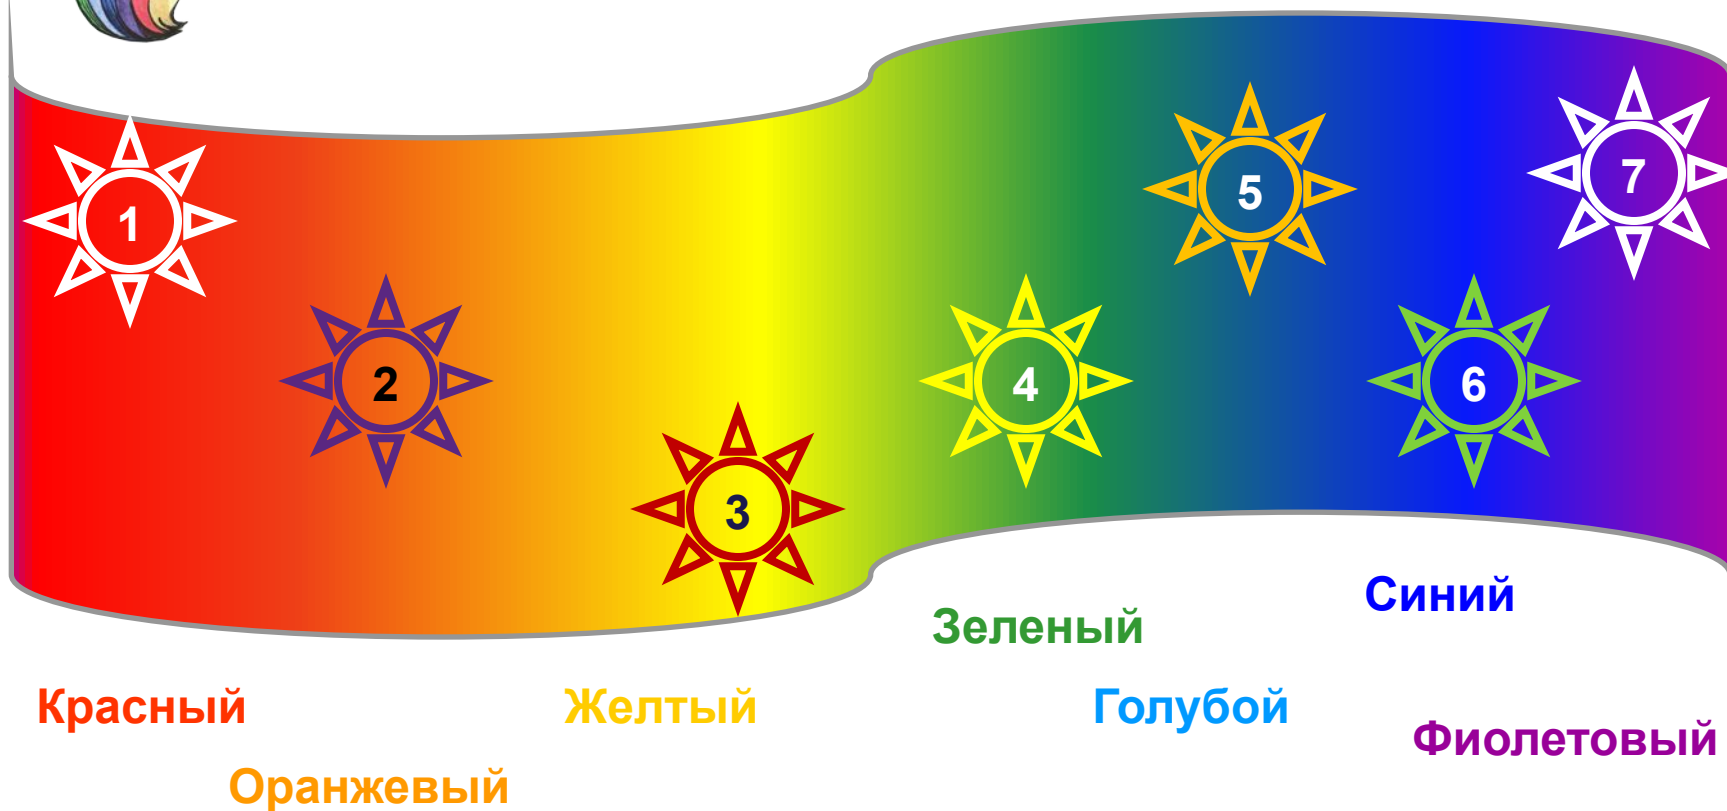 1
2
3
4
5
6
7
Красный
Оранжевый
Желтый
Зеленый
Голубой
Синий
Фиолетовый